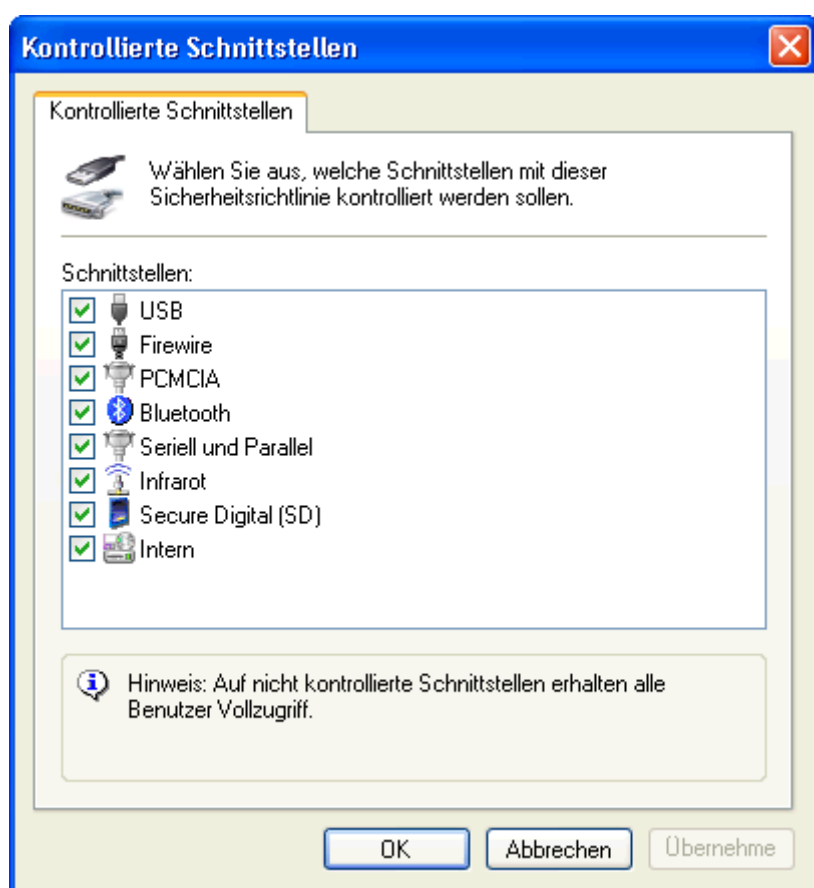 Kontrollierte Schnittstellen
Kontrollierte Schnittstellen
Wählen Sie aus, welche Schnittstellen mit dieser
Sicherheitsrichtlinie kontrolliert werden sollen.
Schnittstellen:
USB
Firewire
PCMCIA
Bluetooth
Seriell und Parallel
Infrarot
Secure Digital (SD)
Intern
Hinweis: Auf nicht kontrollierte Schnittstellen erhalten alle
Benutzer Vollzugriff.
OK Abbrechen Übernehme